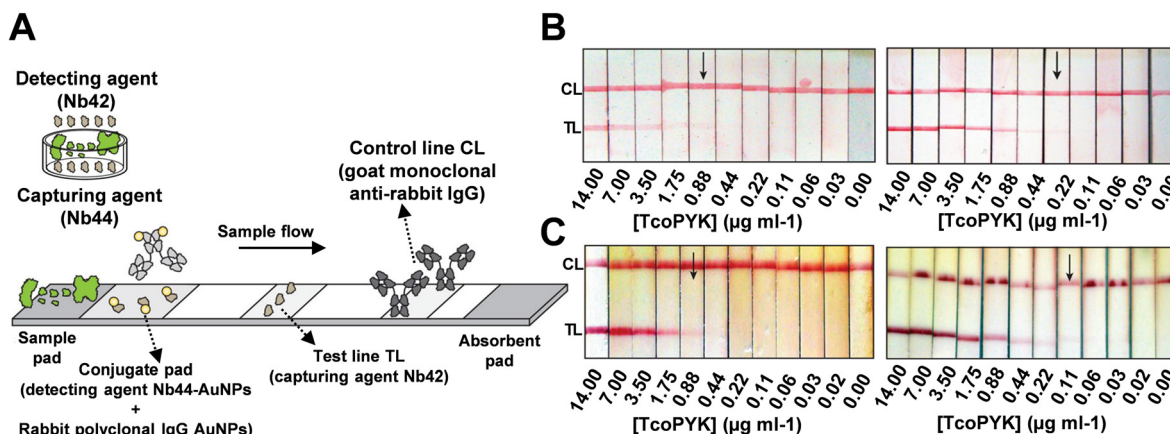 A
Detecting agent
(Nb42)
Capturing agent
(Nb44)
Control line CL
(goat monoclonal
anti-rabbit IgG)
Sample flow
Sample
pad
Conjugate pad
(detecting agent Nb44-AuNPs
+
Rabbit polyclonal IgG AuNPs)
Test line TL
(capturing agent Nb42)
Absorbent
pad
B
CL
TL
14.00 7.00 3.50 1.75 0.88 0.44 0.22 0.11 0.06 0.03 0.00
[TcoPYK] (µg ml-1)
14.00 7.00 3.50 1.75 0.88 0.44 0.22 0.11 0.06 0.00
[TcoPYK] (µg ml-1)
C
CL
TL
14.00 7.00 3.50 1.75 0.88 0.44 0.22 0.11 0.06 0.03 0.02 0.00
[TcoPYK] (µg ml-1)
14.00 7.00 3.50 1.75 0.88 0.44 0.22 0.11 0.06 0.03 0.02 0.00
[TcoPYK] (µg ml-1)